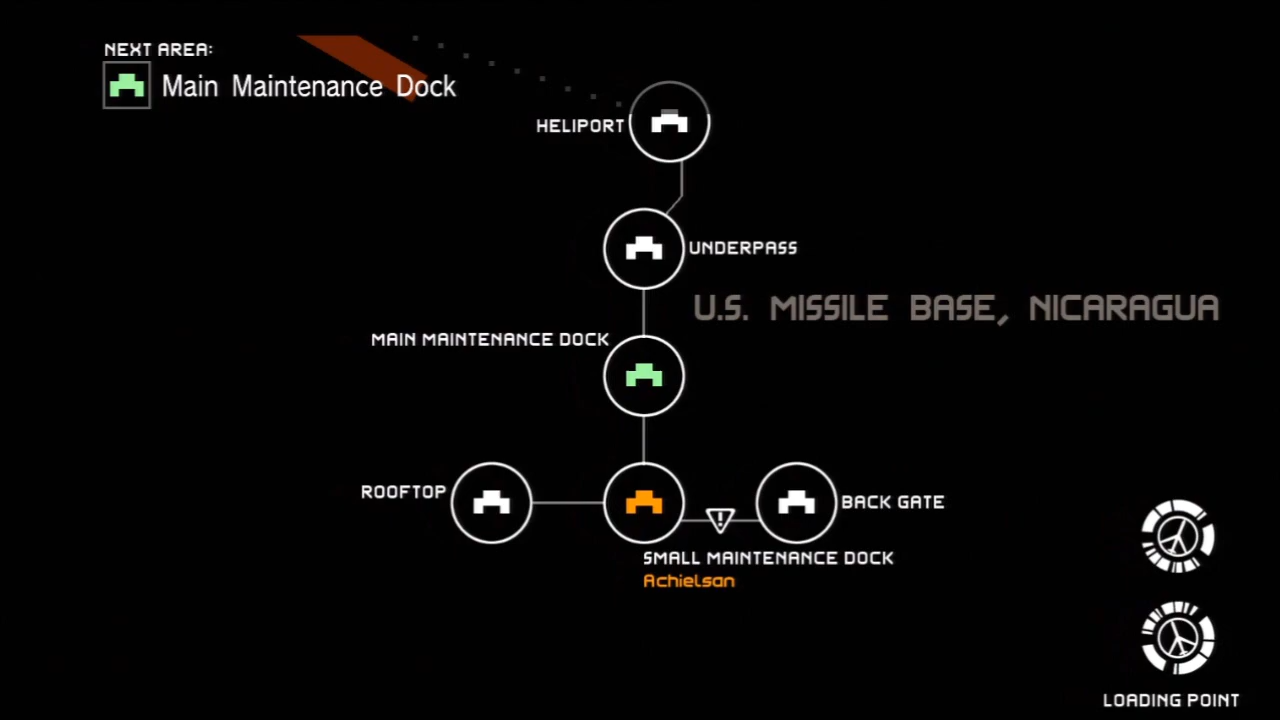 NEXT AREA:
Main Maintenance Dock
HELIPORT
UNDERPASS
U.S. MISSILE BASE, NICARAGUA
MAIN MAINTENANCE DOCK
ROOFTOP
BACK GATE
SMALL MAINTENANCE DOCK
Achielsan
LOADING POINT